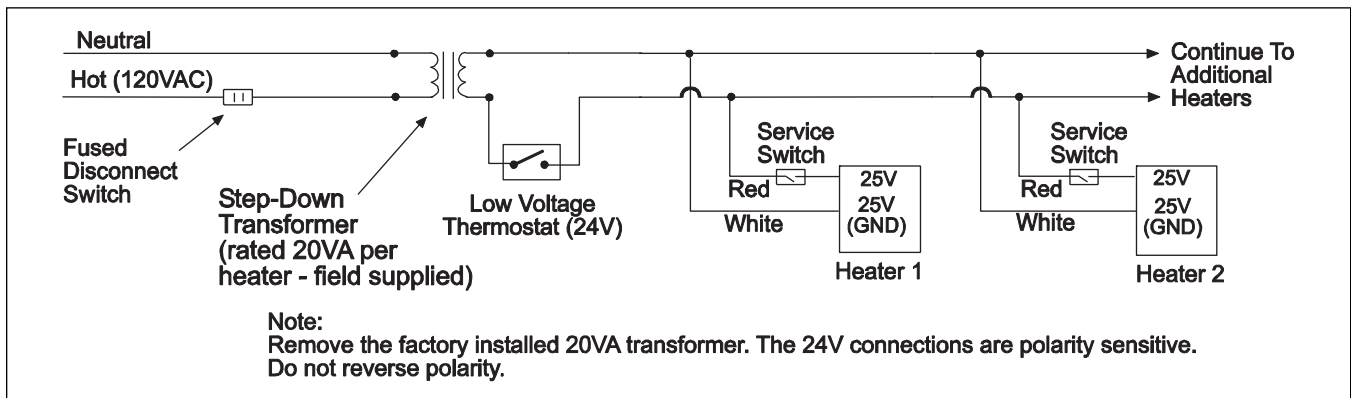 Neutral
Hot (120VAC)
Fused
Disconnect
Switch
Step-Down
Transformer
(rated 20VA per
heater - field supplied)
Low Voltage
Thermostat (24V)
Service
Switch
Red
White
25V
25V
(GND)
Heater 1
Service
Switch
Red
White
25V
25V
(GND)
Heater 2
Continue To
Additional
Heaters
Note:
Remove the factory installed 20VA transformer. The 24V connections are polarity sensitive.
Do not reverse polarity.